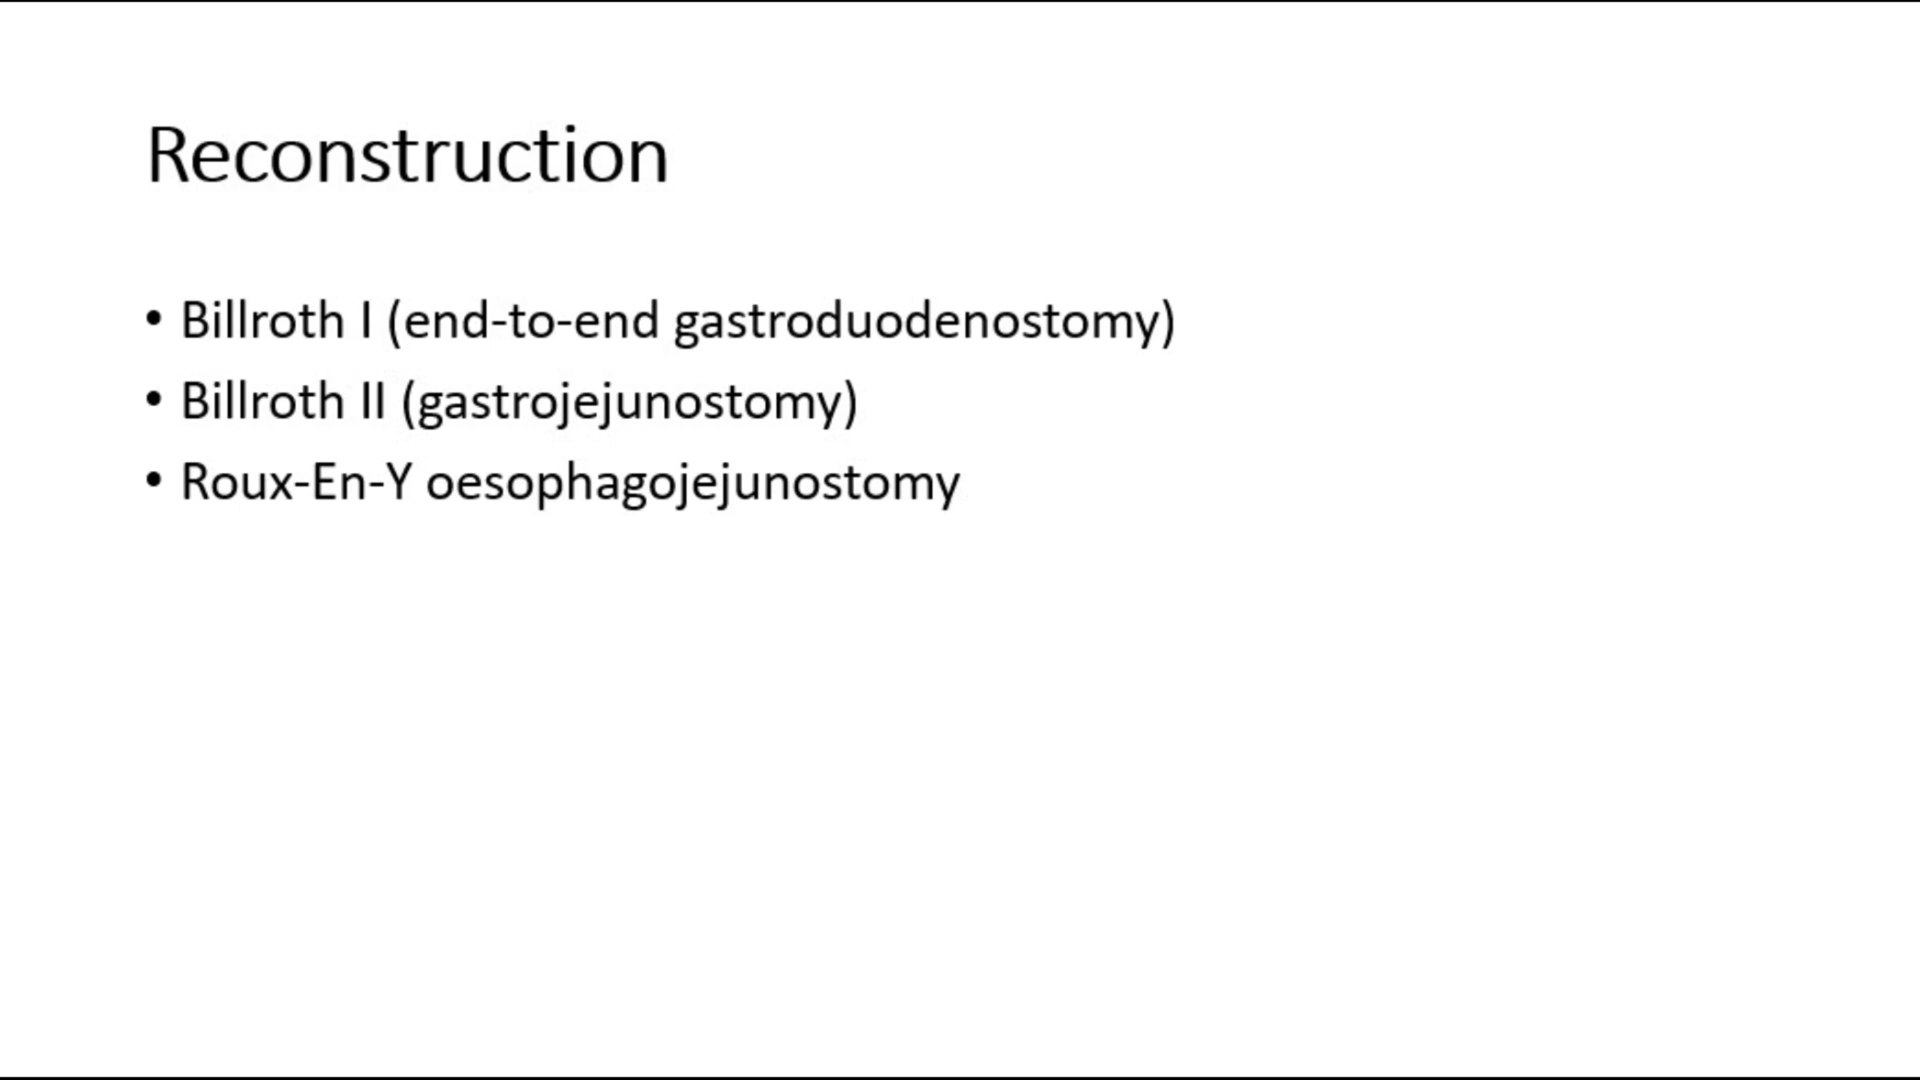 Reconstruction
• Billroth I (end-to-end gastroduodenostomy)
• Billroth II (gastrojejunostomy)
• Roux-En-Y oesophagojejunostomy